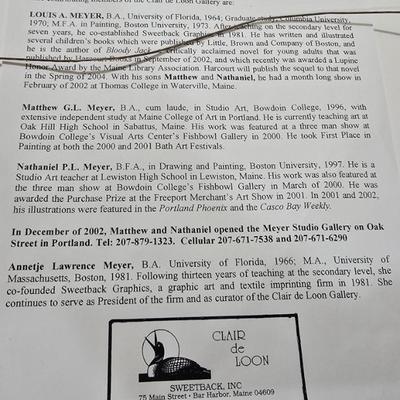 contributing members of the Clair de Loon Gallery are:
LOUIS A. MEYER, B.A., University of Florida, 1964; Graduate study, Columbia University,
1970; M.F.A. in Painting, Boston University, 1973. After teaching on the secondary level for
seven years, he co-established Sweetback Graphics in 1981. He has written and illustrated
several children's books which were published by Little, Brown and Company of Boston, and
he is the author of Bloody Jack, critically acclaimed novel for young adults that was
published by Harcourt Books in September of 2002, and which recently was awarded a Lupine
Honor Award by the Maine Library Association. Harcourt will publish the sequel to that novel
in the Spring of 2004. With his sons Matthew and Nathaniel, he had a month long show in
February of 2002 at Thomas College in Waterville, Maine.
Matthew G.L. Meyer, B.A., cum laude, in Studio Art, Bowdoin College, 1996, with
extensive independent study at Maine College of Art in Portland. He is currently teaching art at
Oak Hill High School in Sabattus, Maine. His work was featured at a three man show at
Bowdoin College's Visual Arts Center's Fishbowl Gallery in 2000. He took First Place in
Painting at both the 2000 and 2001 Bath Art Festivals.
Nathaniel P.L. Meyer, B.F.A., in Drawing and Painting, Boston University, 1997. He is a
Studio Art teacher at Lewiston High School in Lewiston, Maine. His work was also featured at
the three man show at Bowdoin College's Fishbowl Gallery in March of 2000. He was
awarded the Purchase Prize at the Freeport Merchant's Art Show in 2001. In 2001 and 2002,
his illustrations were featured in the Portland Phoenix and the Casco Bay Weekly.
In December of 2002, Matthew and Nathaniel opened the Meyer Studio Gallery on Oak
Street in Portland. Tel: 207-879-1323. Cellular 207-671-7538 and 207-671-6290
Annetje Lawrence Meyer, B.A. University of Florida, 1966; M.A., University of
Massachusetts, Boston, 1981. Following thirteen years of teaching at the secondary level, she
co-founded Sweetback Graphics, a graphic art and textile imprinting firm in 1981. She
continues to serve as President of the firm and as curator of the Clair de Loon Gallery.
CLAIR
de
LOON
SWEETBACK, INC
75 Main Street • Bar Harbor, Maine 04609